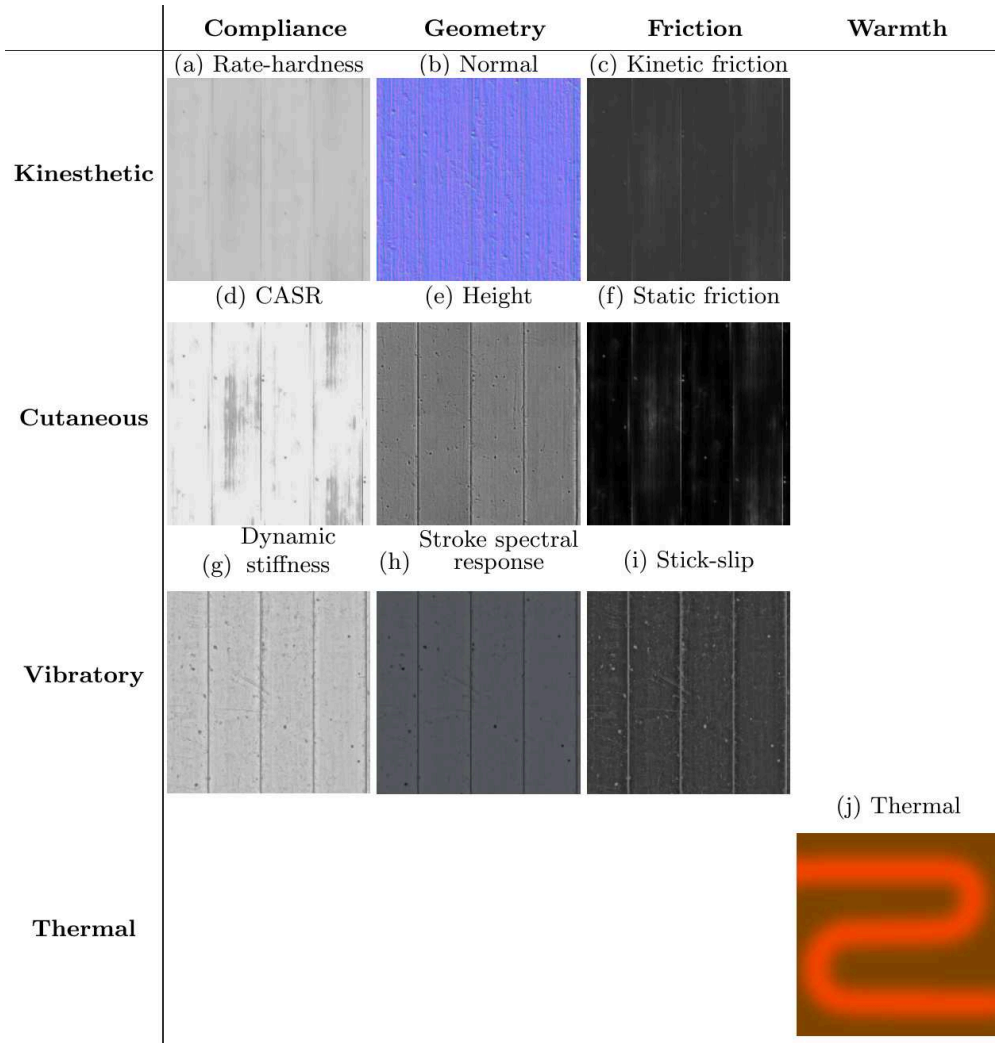 Compliance Geometry Friction Warmth
(a) Rate-hardness (b) Normal (c) Kinetic friction
Kinesthetic
(d) CASR (e) Height (f) Static friction
Cutaneous
(g) Dynamic stiffness (h) Stroke spectral response (i) Stick-slip
Vibratory
(j) Thermal
Thermal